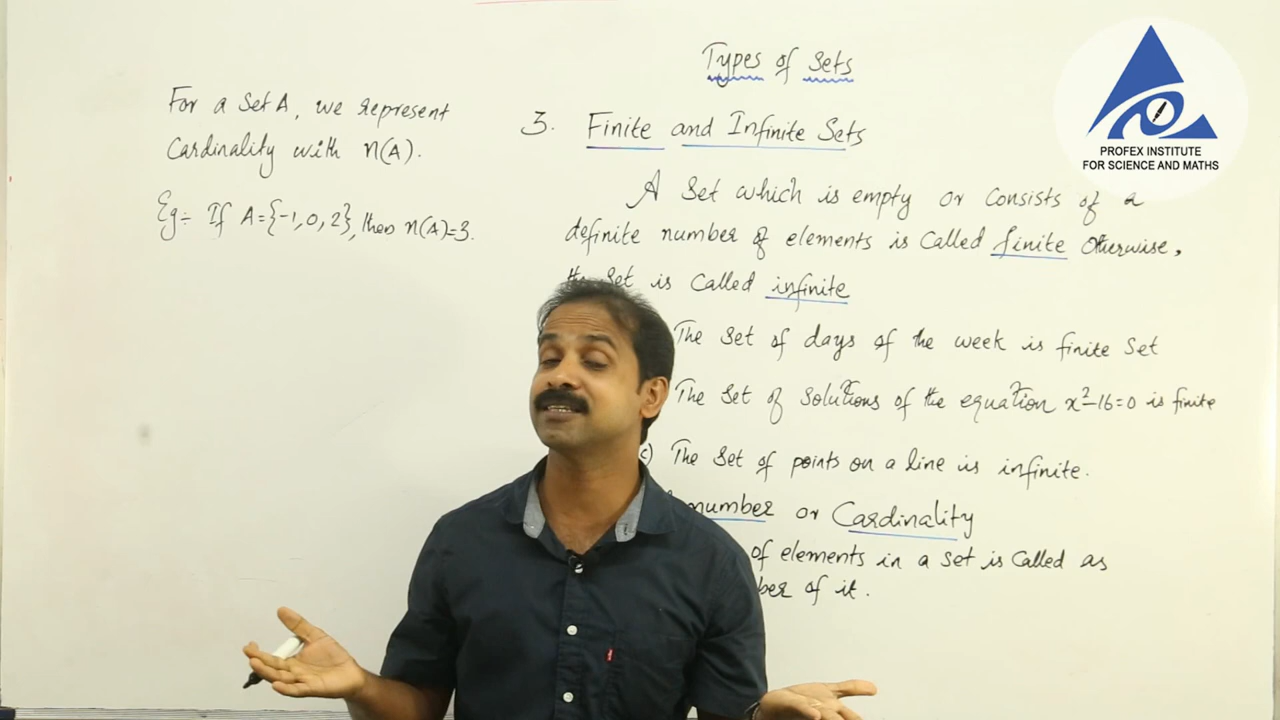 Types of Sets
PROFEX INSTITUTE
FOR SCIENCE AND MATHS
For a set A, we represent
Cardinality with n(A).
Eg:- If A={-1, 0, 2}, then n(A)=3.
3. Finite and Infinite Sets
A Set which is empty or consists of a
definite number of elements is called finite otherwise,
the set is called infinite
The set of days of the week is finite set
The set of solutions of the equation x²-16=0 is finite
c) The set of points on a line is infinite.
number or Cardinality
of elements in a set is called as
of it.